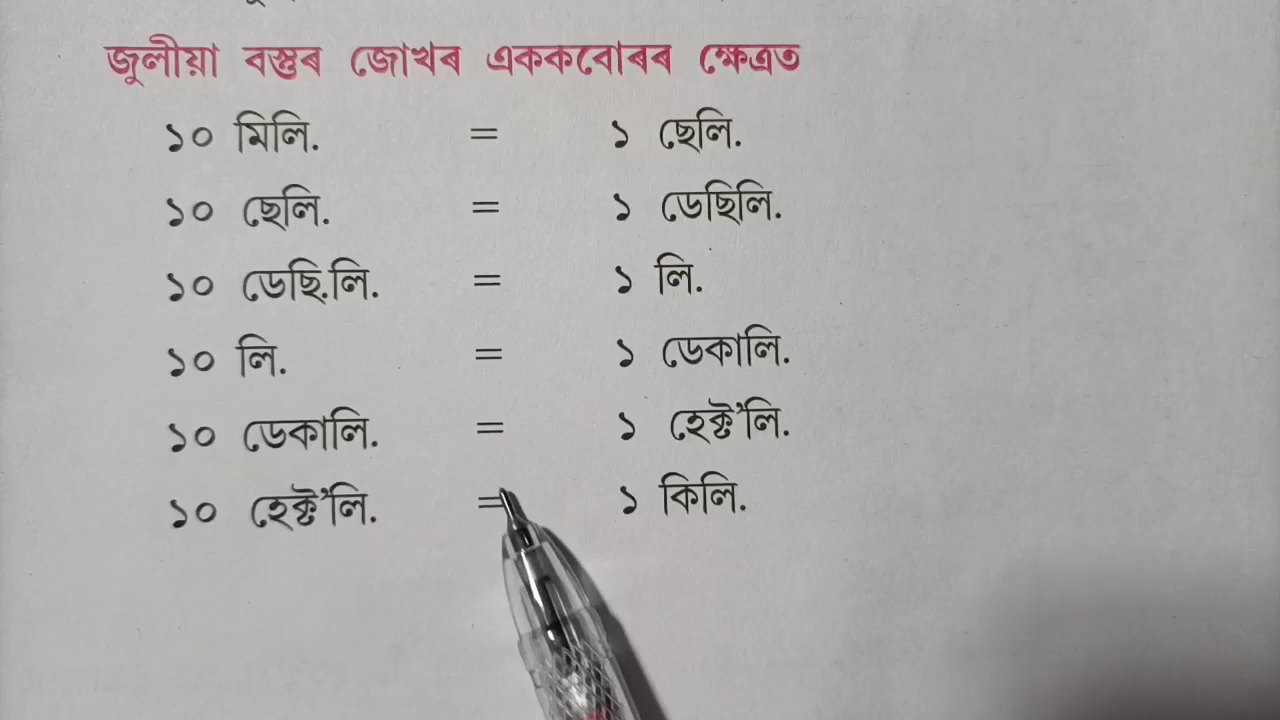 জুলীয়া বস্তুৰ জোখৰ এককবোৰৰ ক্ষেত্ৰত
১০ মিলি. = ১ ছেলি.
১০ ছেলি. = ১ ডেছিলি.
১০ ডেছি.লি. = ১ লি.
১০ লি. = ১ ডেকালি.
১০ ডেকালি. = ১ হেক্ট'লি.
১০ হেক্ট'লি. = ১ কিলি.